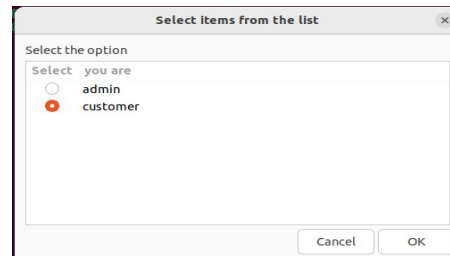 Select items from the list
Select the option
Select you are
admin
customer
Cancel OK